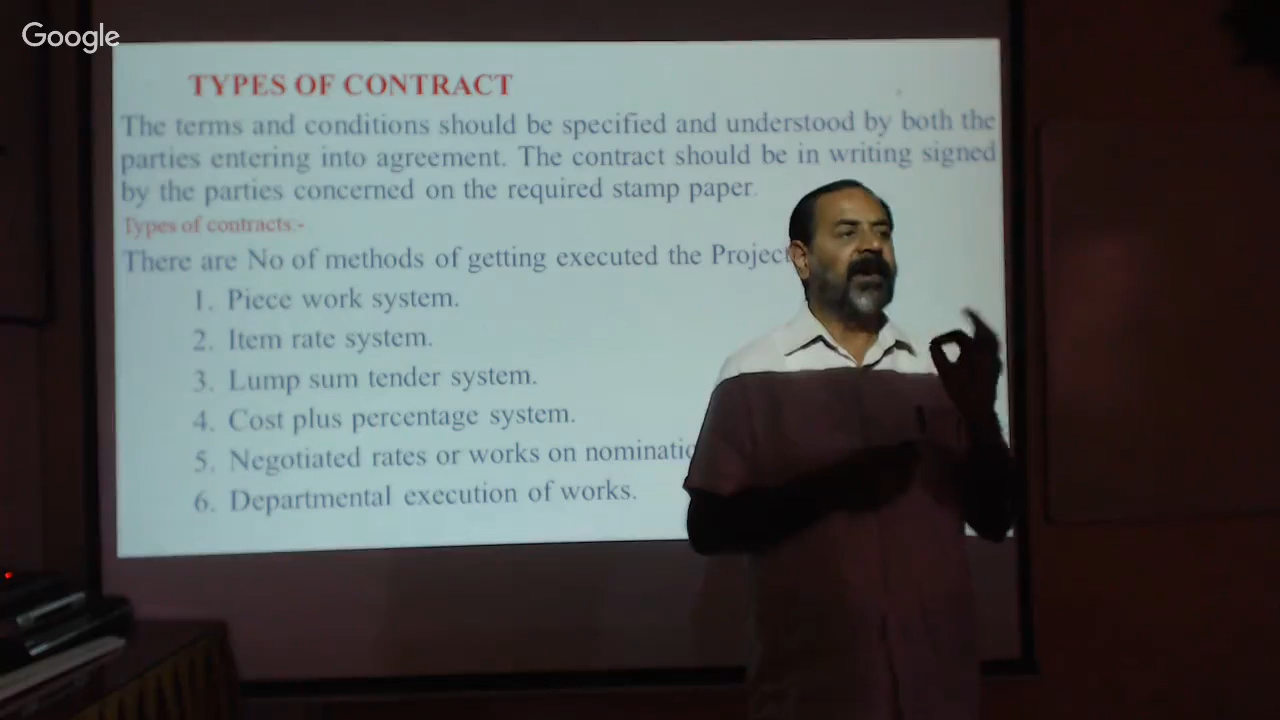 Google
TYPES OF CONTRACT
The terms and conditions should be specified and understood by both the
parties entering into agreement. The contract should be in writing signed
by the parties concerned on the required stamp paper.
Types of contracts:-
There are No of methods of getting executed the Project
1. Piece work system.
2. Item rate system.
3. Lump sum tender system.
4. Cost plus percentage system.
5. Negotiated rates or works on
6. Departmental execution of works.